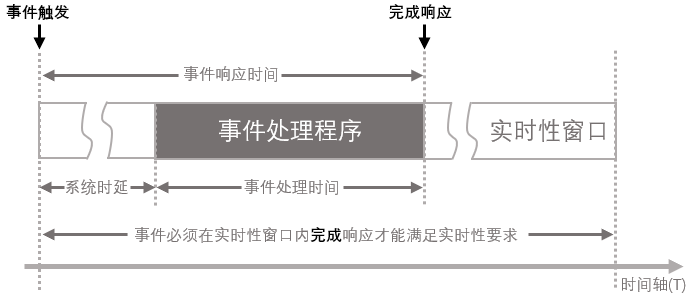 事件触发
完成响应
事件响应时间
事件处理程序
实时性窗口
系统时延
事件处理时间
事件必须在实时性窗口内完成响应才能满足实时性要求
时间轴(T)